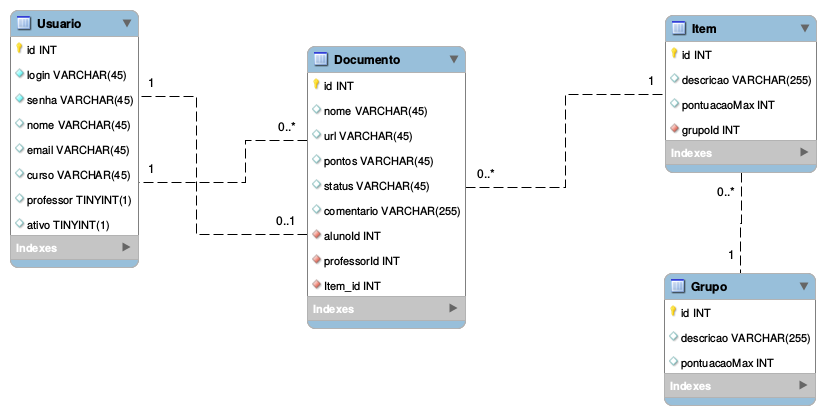 Usuario
id INT
login VARCHAR(45)
senha VARCHAR(45)
nome VARCHAR(45)
email VARCHAR(45)
curso VARCHAR(45)
professor TINYINT(1)
ativo TINYINT(1)
Indexes
1
1
0..*
0..1
Documento
id INT
nome VARCHAR(45)
url VARCHAR(45)
pontos VARCHAR(45)
status VARCHAR(45)
comentario VARCHAR(255)
alunoId INT
professorId INT
Item_id INT
Indexes
0..*
1
Item
id INT
descricao VARCHAR(255)
pontuacaoMax INT
grupoId INT
Indexes
0..*
1
Grupo
id INT
descricao VARCHAR(255)
pontuacaoMax INT
Indexes